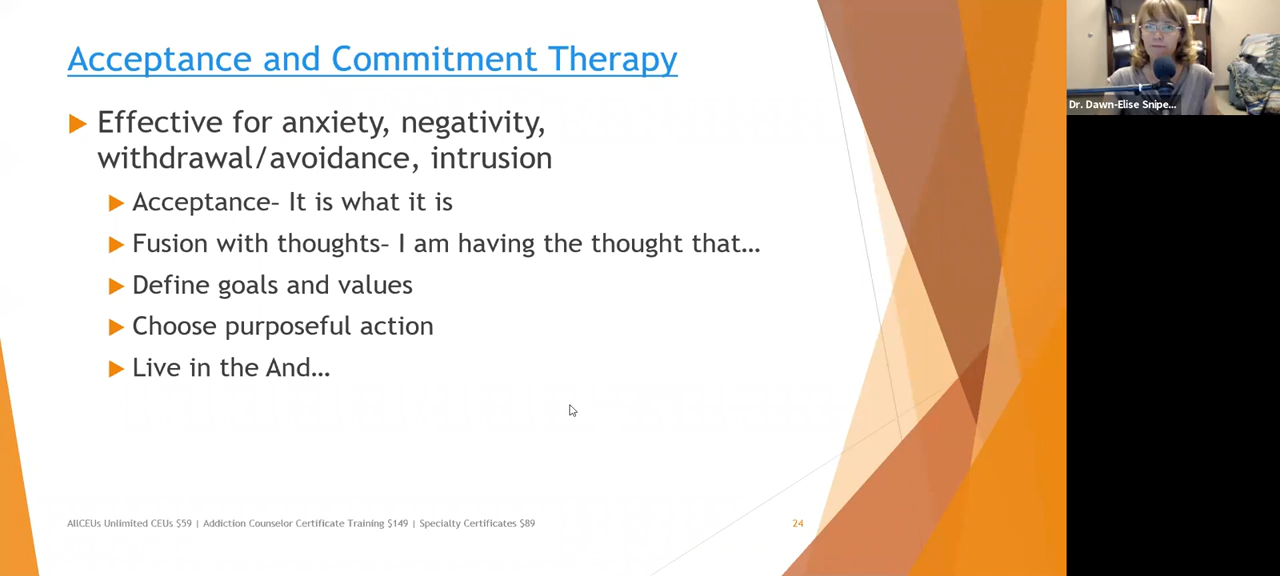 Acceptance and Commitment Therapy
Effective for anxiety, negativity,
withdrawal/avoidance, intrusion
Acceptance– It is what it is
Fusion with thoughts– I am having the thought that…
Define goals and values
Choose purposeful action
Live in the And…
AllCEUs Unlimited CEUs $59 | Addiction Counselor Certificate Training $149 | Specialty Certificates $89
24
Dr. Dawn-Elise Snipe...